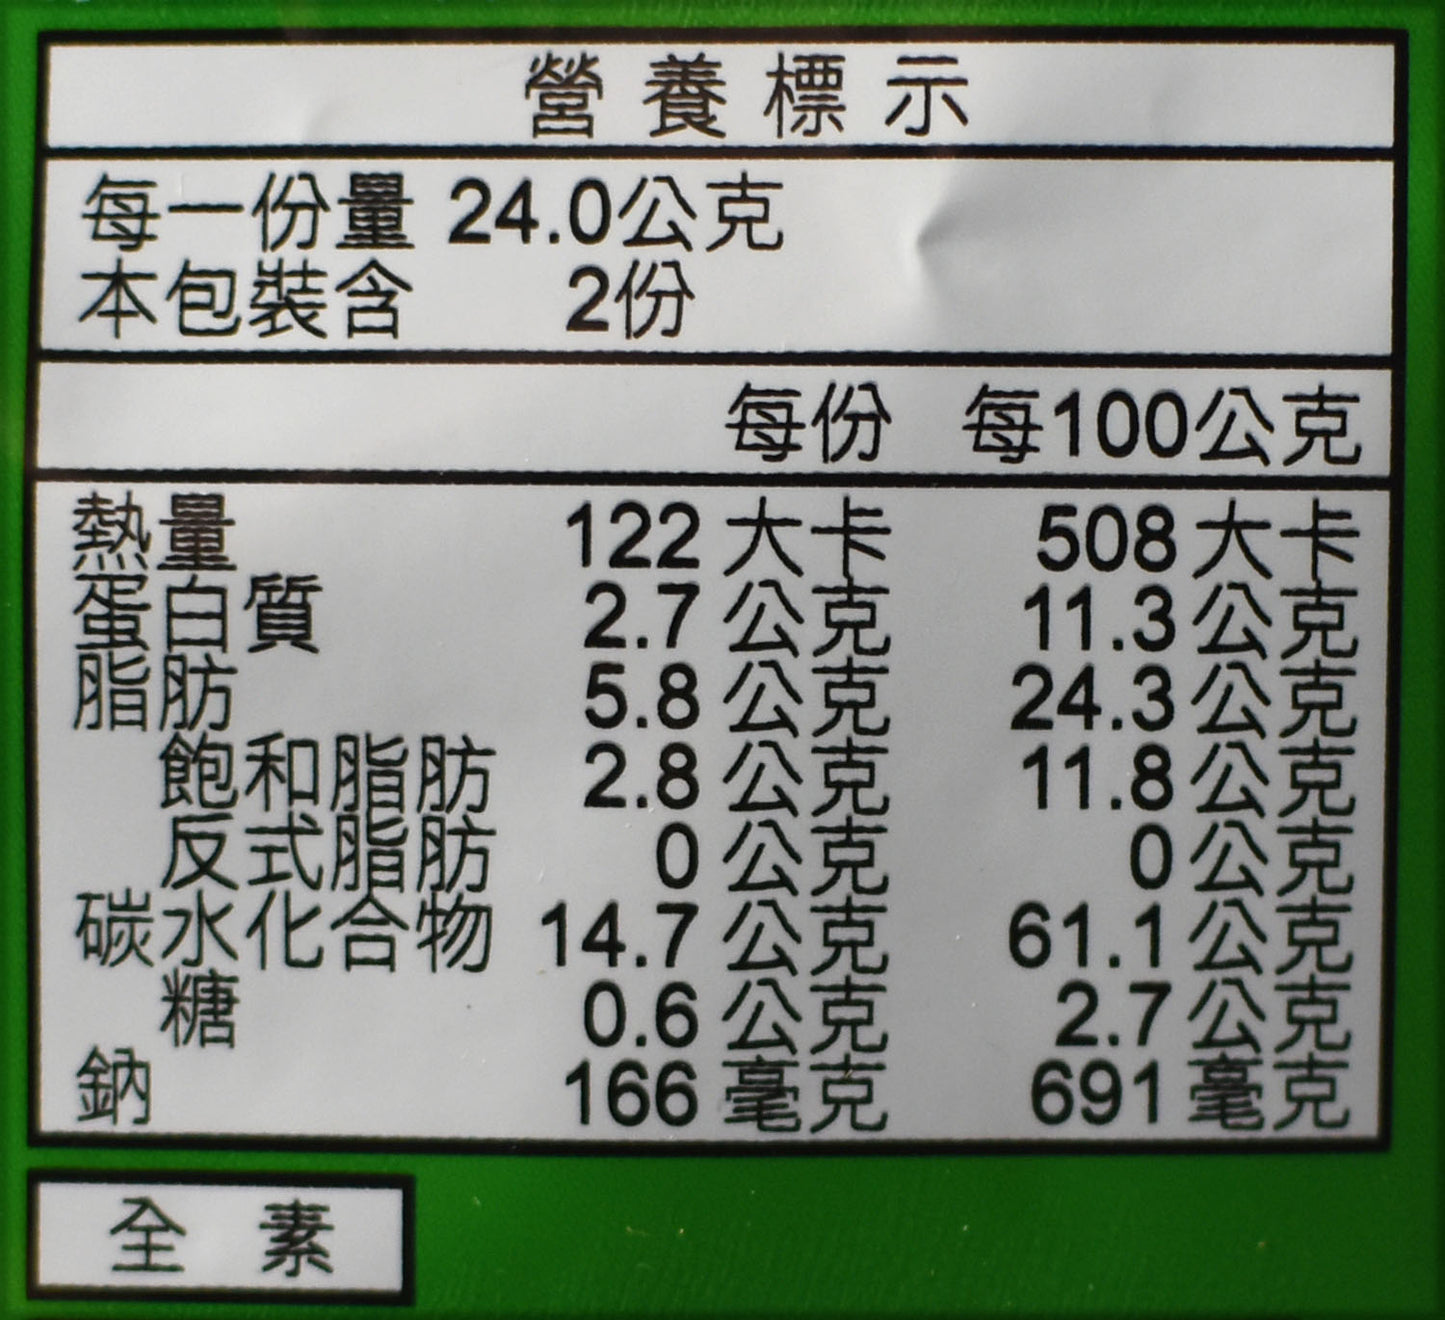 營養標示
每一份量 24.0公克
本包裝含 2份
每份 每100公克
熱量 122 大卡 508 大卡
蛋白質 2.7 公克 11.3 公克
脂肪 5.8 公克 24.3 公克
飽和脂肪 2.8 公克 11.8 公克
反式脂肪 0 公克 0 公克
碳水化合物 14.7 公克 61.1 公克
糖 0.6 公克 2.7 公克
鈉 166 毫克 691 毫克
全素